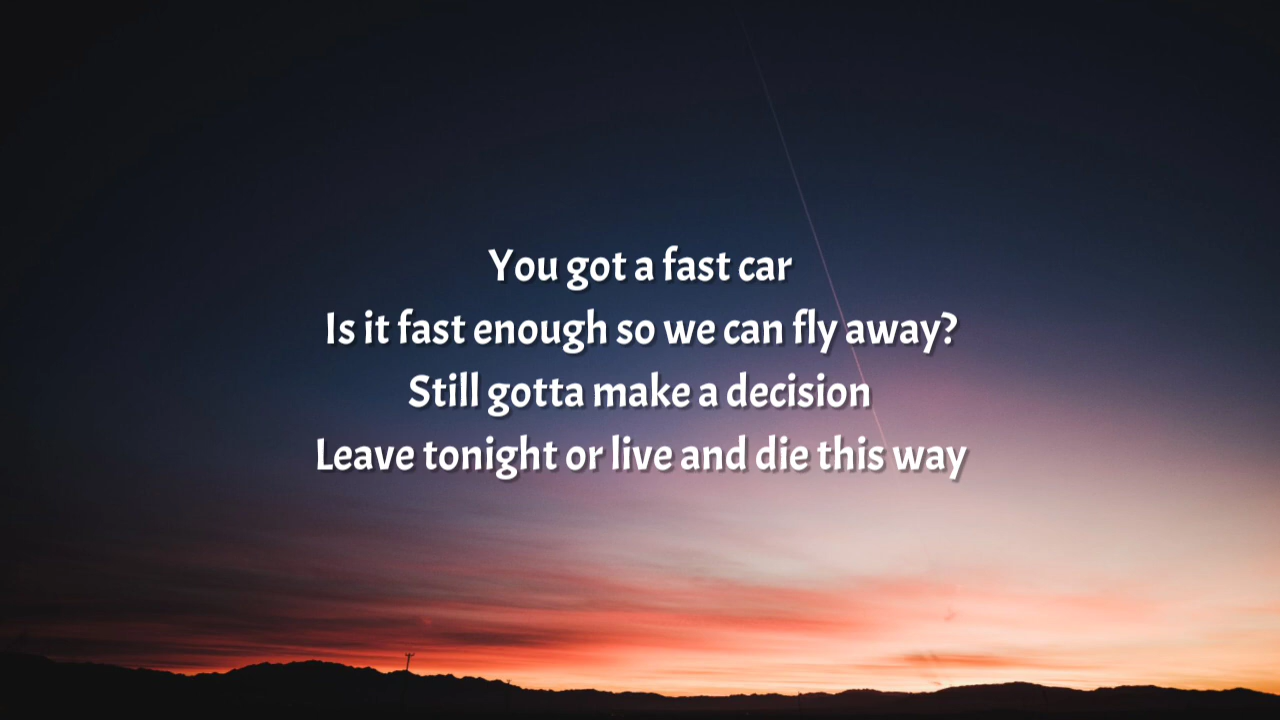 You got a fast car
Is it fast enough so we can fly away?
Still gotta make a decision
Leave tonight or live and die this way